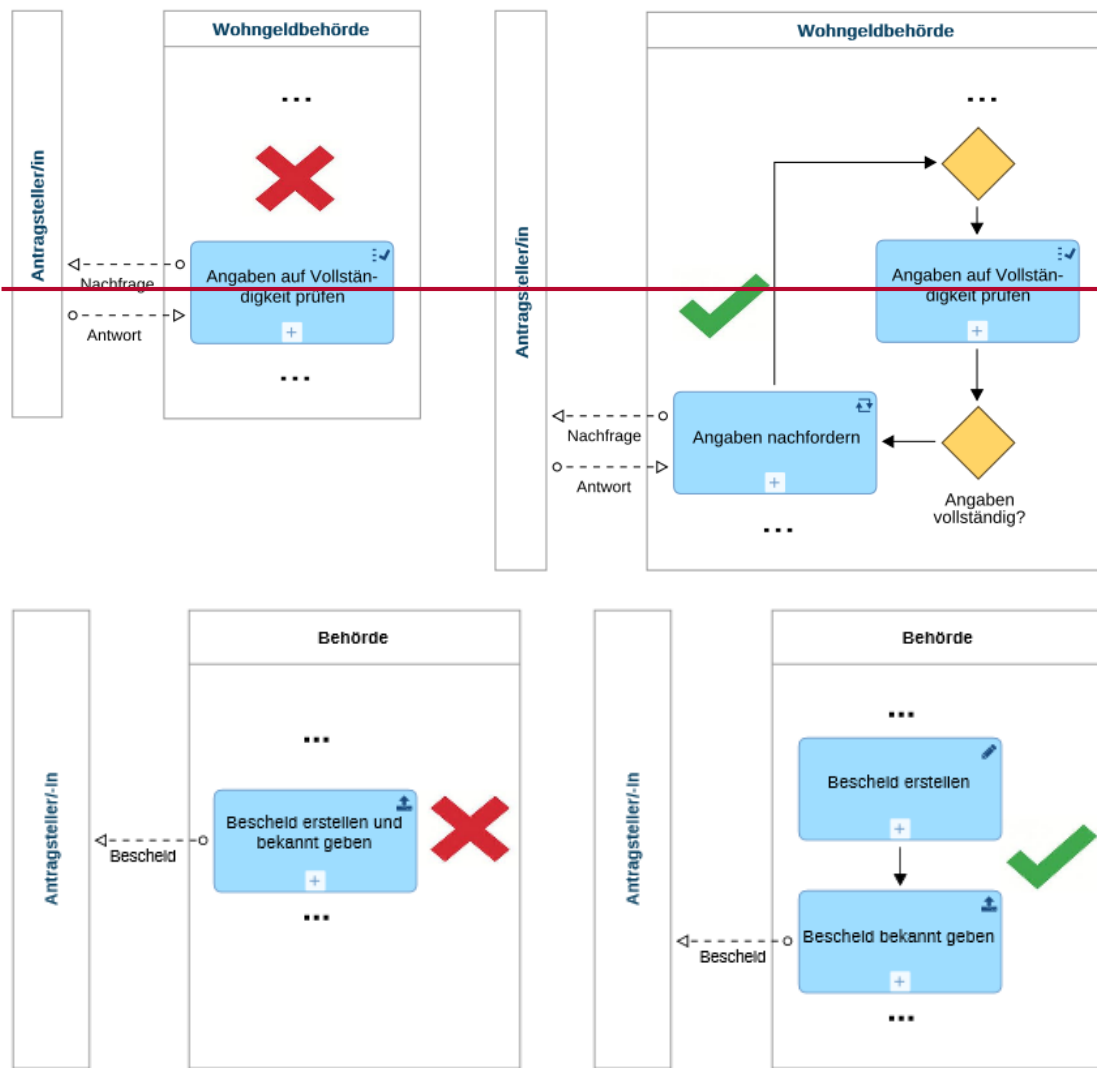 Wohngeldbehörde
...
Antragsteller/in
Nachfrage
Antwort
Angaben auf Vollstän-
digkeit prüfen
...
Wohngeldbehörde
...
Antragsteller/in
Angaben auf Vollstän-
digkeit prüfen
Nachfrage
Antwort
Angaben nachfordern
Angaben
vollständig?
...
Behörde
...
Antragsteller/-in
Bescheid
Bescheid erstellen und
bekannt geben
...
Behörde
...
Antragsteller/-in
Bescheid erstellen
Bescheid
Bescheid bekannt geben
...